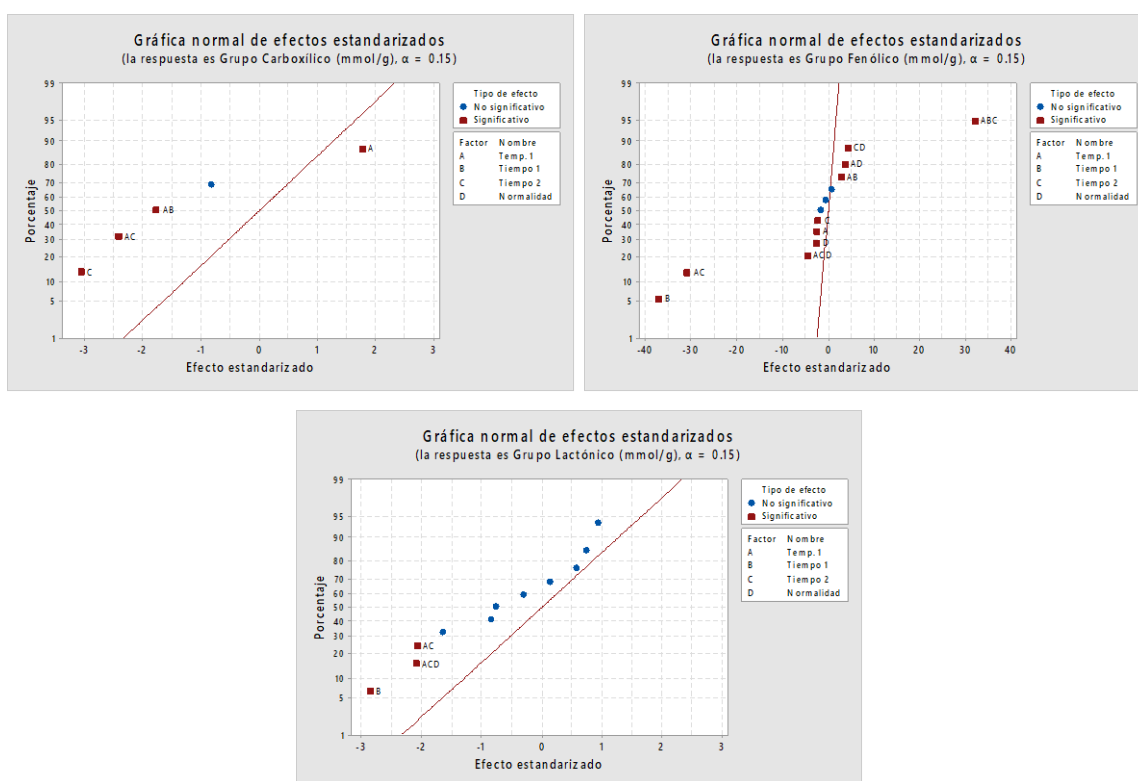 Gráfica normal de efectos estandarizados
(la respuesta es Grupo Carboxílico (mmol/g), α = 0.15)
99
95
90
80
70
60
50
40
30
20
10
5
1
Porcentaje
A
AB
AC
C
-3
-2
-1
0
1
2
3
Efecto estandarizado
Tipo de efecto
No significativo
Significativo
Factor Nombre
A Temp.1
B Tiempo 1
C Tiempo 2
D Normalidad
Gráfica normal de efectos estandarizados
(la respuesta es Grupo Fenólico (mmol/g), α = 0.15)
99
95
90
80
70
60
50
40
30
20
10
5
1
Porcentaje
ABC
CD
AD
AB
C
A
D
ACD
AC
B
-40
-30
-20
-10
0
10
20
30
40
Efecto estandarizado
Tipo de efecto
No significativo
Significativo
Factor Nombre
A Temp.1
B Tiempo 1
C Tiempo 2
D Normalidad
Gráfica normal de efectos estandarizados
(la respuesta es Grupo Lactónico (mmol/g), α = 0.15)
99
95
90
80
70
60
50
40
30
20
10
5
1
Porcentaje
AC
ACD
B
-3
-2
-1
0
1
2
3
Efecto estandarizado
Tipo de efecto
No significativo
Significativo
Factor Nombre
A Temp.1
B Tiempo 1
C Tiempo 2
D Normalidad